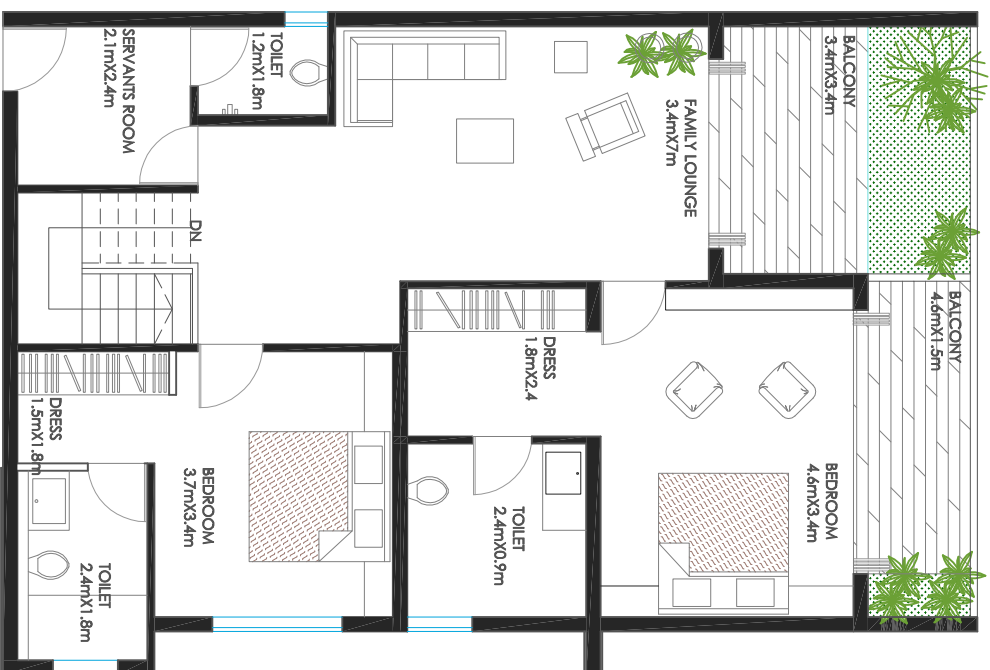 SERVANTS ROOM
2.1mX2.4m
TOILET
1.2mX1.8m
FAMILY LOUNGE
3.4mX7m
BALCONY
3.4mX3.4m
DN
BALCONY
4.6mX1.5m
DRESS
1.8mX2.4
DRESS
1.5mX1.8m
BEDROOM
3.7mX3.4m
TOILET
2.4mX0.9m
BEDROOM
4.6mX3.4m
TOILET
2.4mX1.8m